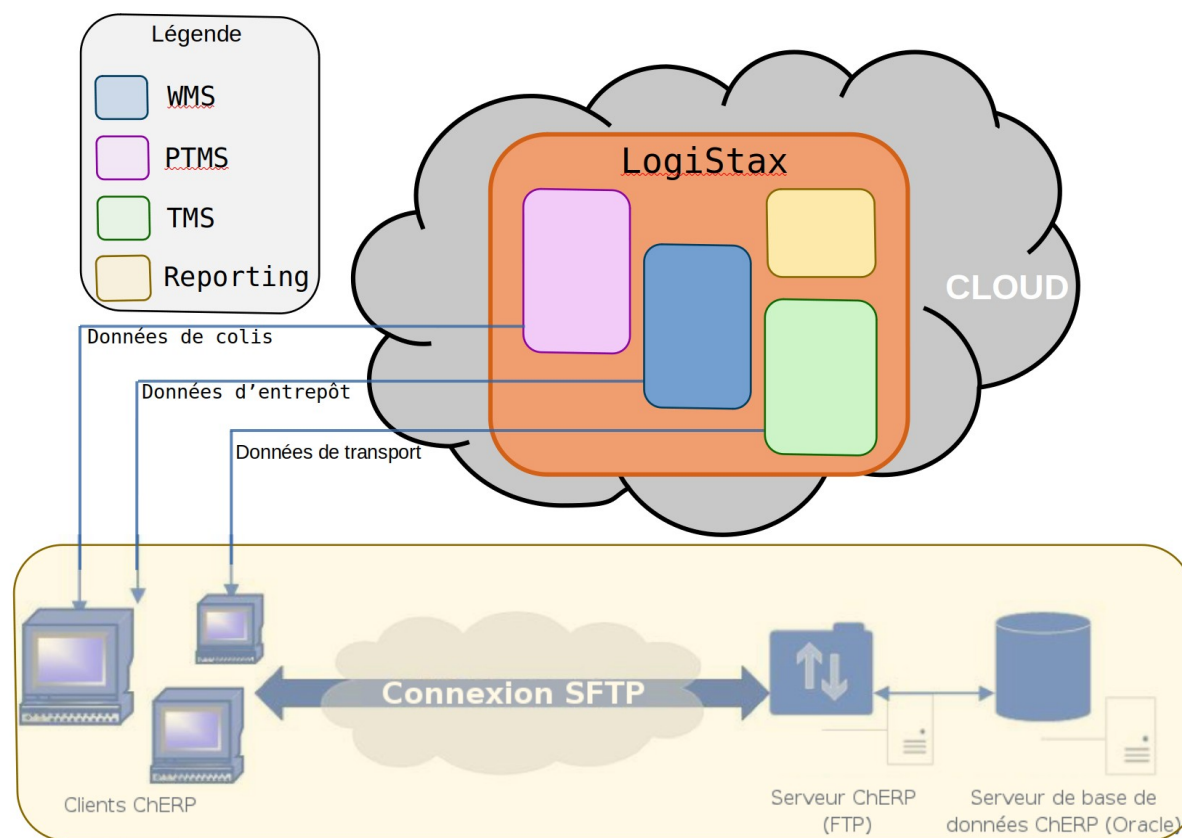 Légende
WMS
PTMS
TMS
Reporting
LogiStax
CLOUD
Données de colis
Données d’entrepôt
Données de transport
Connexion SFTP
Clients ChERP
Serveur ChERP
(FTP)
Serveur de base de
données ChERP (Oracle)